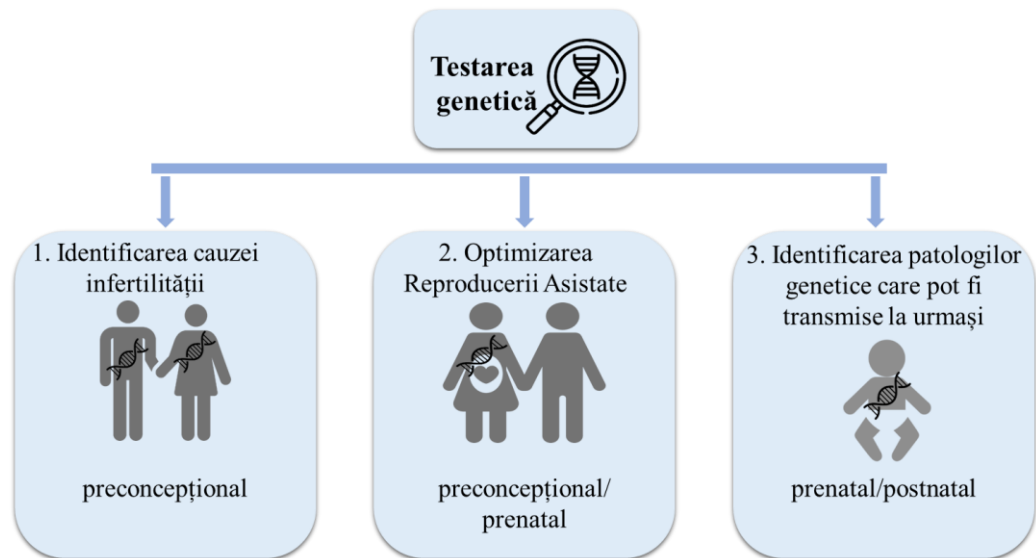 Testarea
genetică
1. Identificarea cauzei
infertilității
preconcepțional
2. Optimizarea
Reproducerii Asistate
preconcepțional/
prenatal
3. Identificarea patologilor
genetice care pot fi
transmise la urmași
prenatal/postnatal